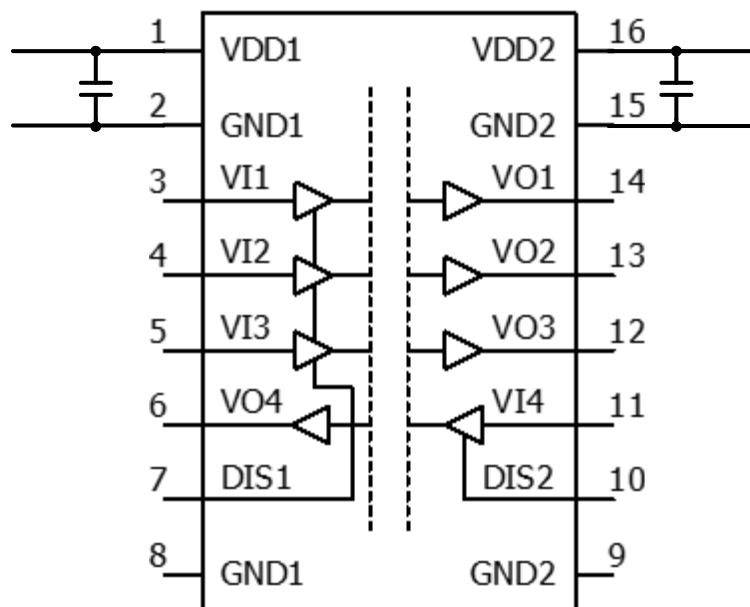 1 VDD1 VDD2 16
2 GND1 GND2 15
3 VI1 VO1 14
4 VI2 VO2 13
5 VI3 VO3 12
6 VO4 VI4 11
7 DIS1 DIS2 10
8 GND1 GND2 9